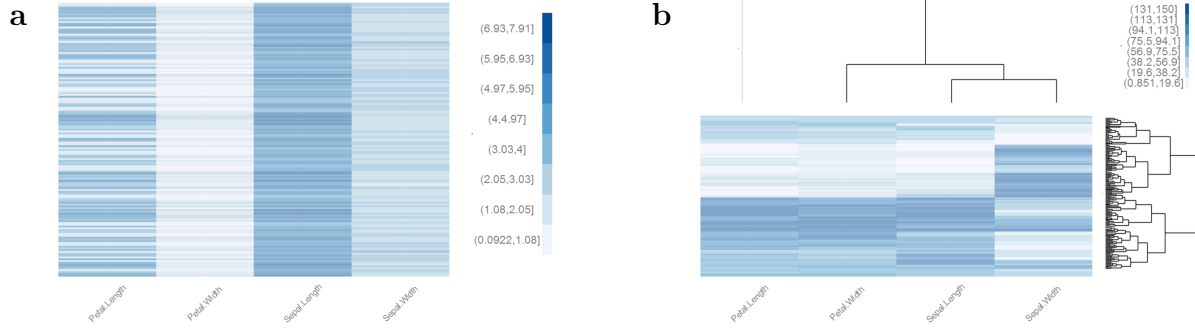 a
(6.93,7.91]
(5.95,6.93]
(4.97,5.95]
(4,4.97]
(3.03,4]
(2.05,3.03]
(1.08,2.05]
(0.0922,1.08]
Petal.Length
Petal.Width
Sepal.Length
Sepal.Width
b
(131,150]
(113,131]
(94.1,113]
(75.5,94.1]
(56.9,75.5]
(38.2,56.9]
(19.6,38.2]
(0.851,19.6]
Petal.Length
Petal.Width
Sepal.Length
Sepal.Width